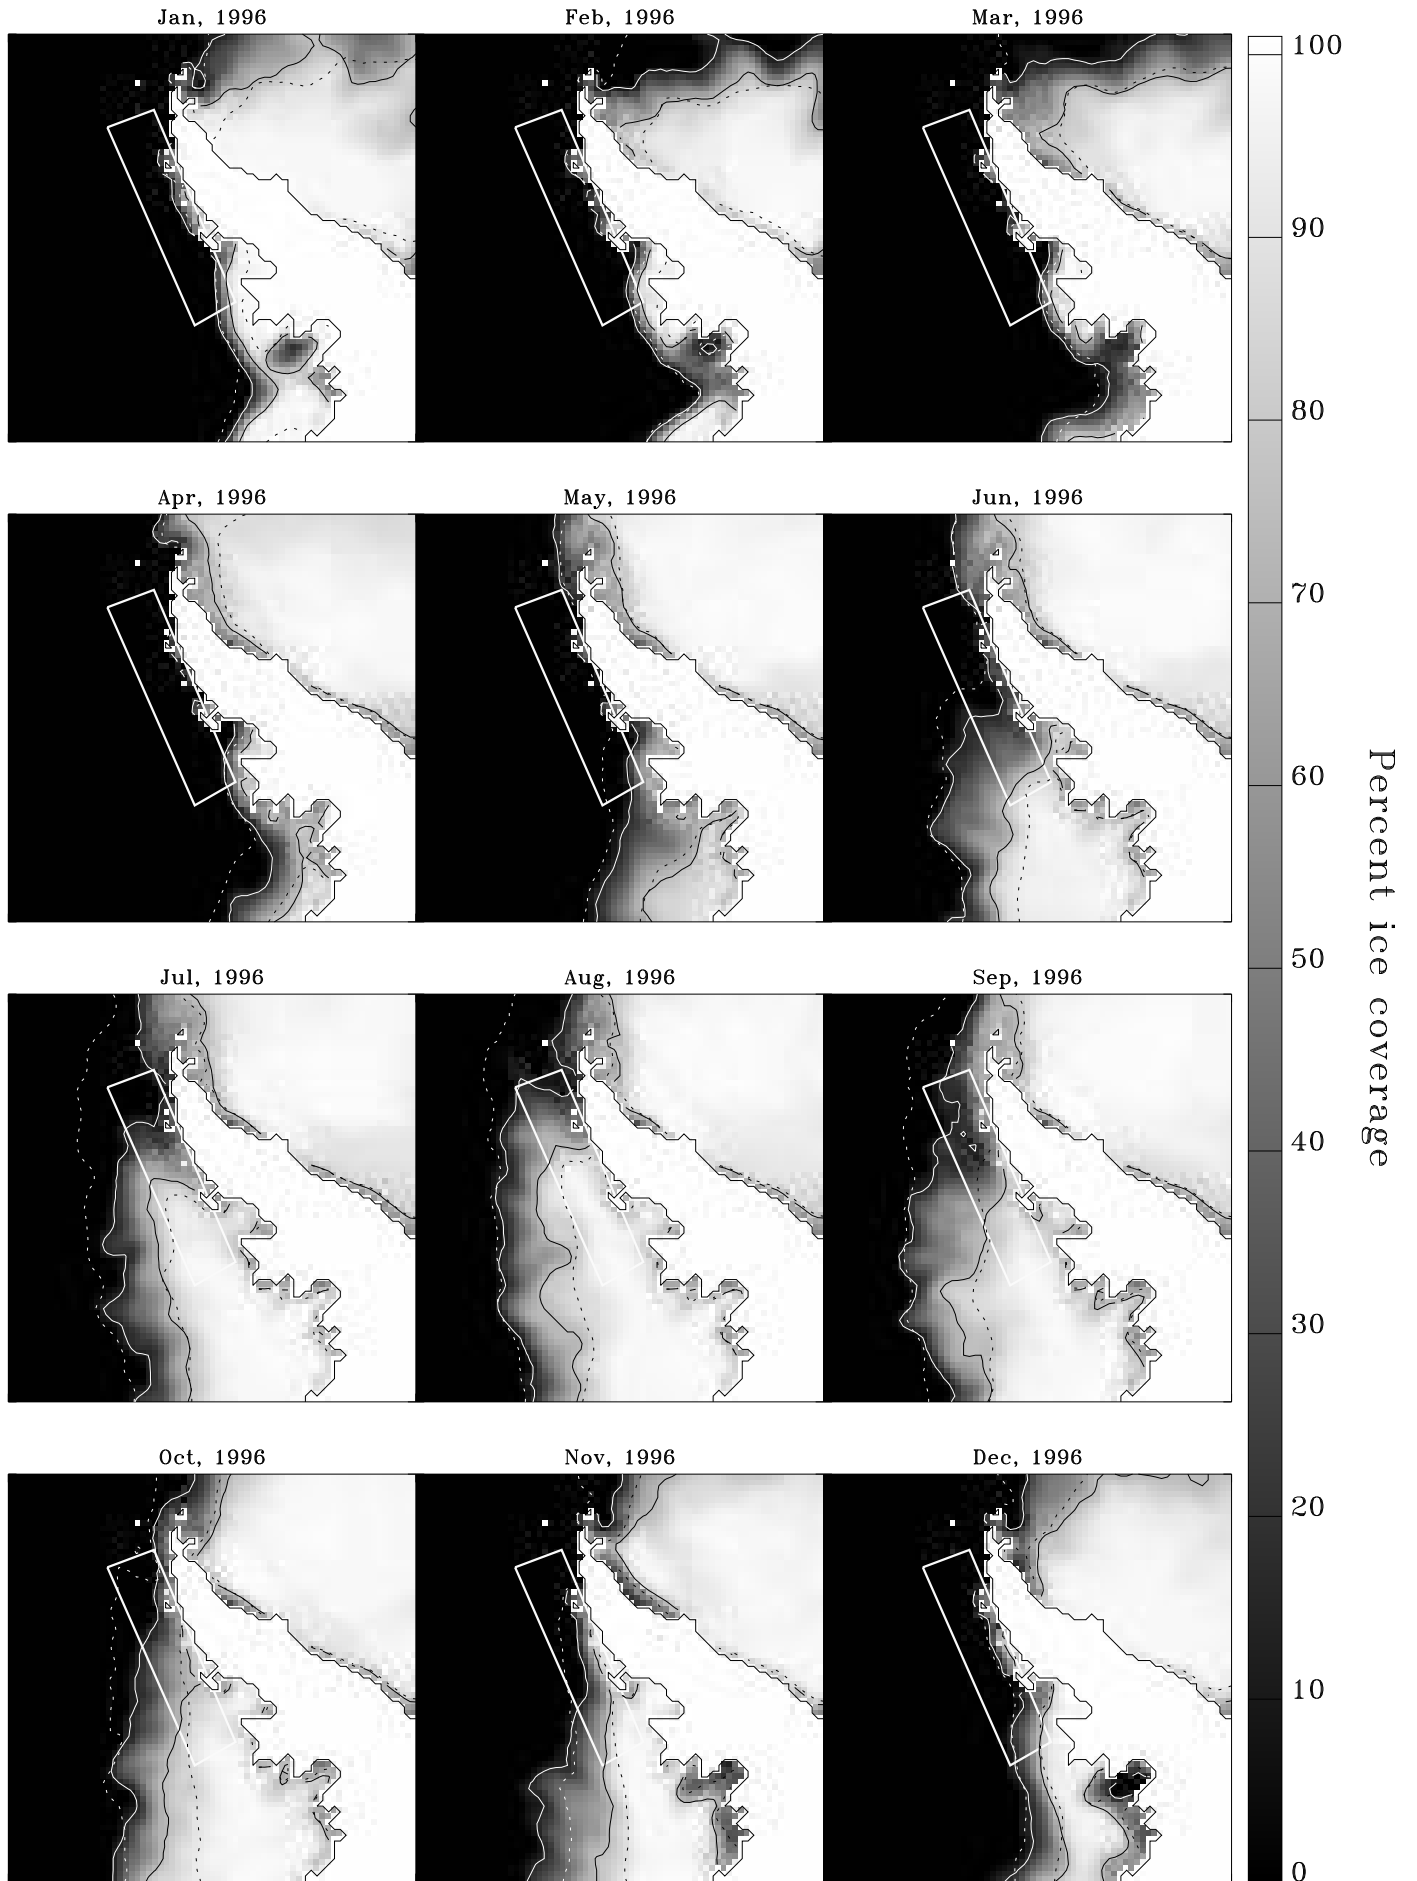 Jan, 1996
Feb, 1996
Mar, 1996
Apr, 1996
May, 1996
Jun, 1996
Jul, 1996
Aug, 1996
Sep, 1996
Oct, 1996
Nov, 1996
Dec, 1996
100
90
80
70
60
50
40
30
20
10
0
Percent ice coverage